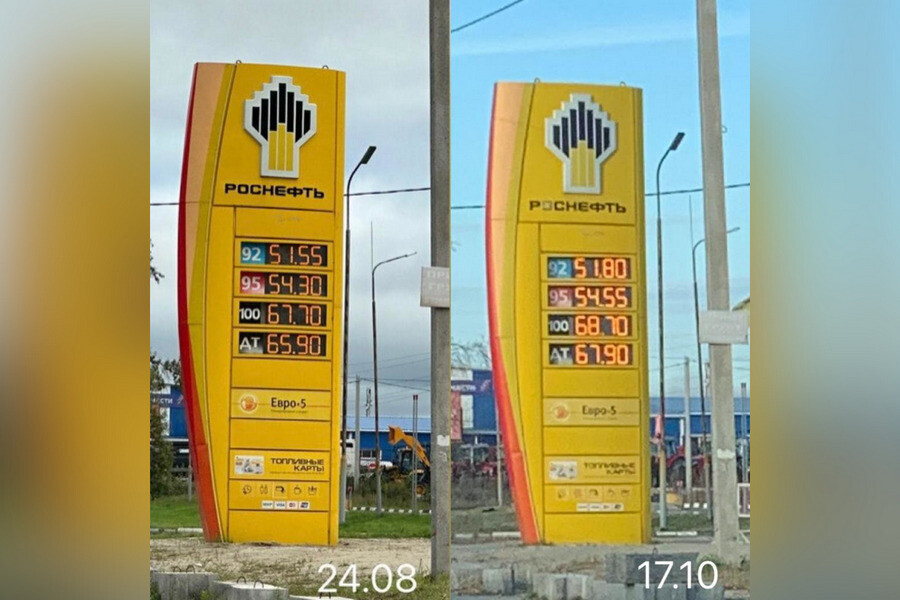 РОСНЕФТЬ
92 51.55
95 54.30
100 67.70
АТ 65.90
Евро-5
ТОПЛИВНЫЕ
КАРТЫ
24.08
РОСНЕФТЬ
92 51.80
95 54.55
100 68.70
АТ 67.90
Евро-5
ТОПЛИВНЫЕ
КАРТЫ
17.10